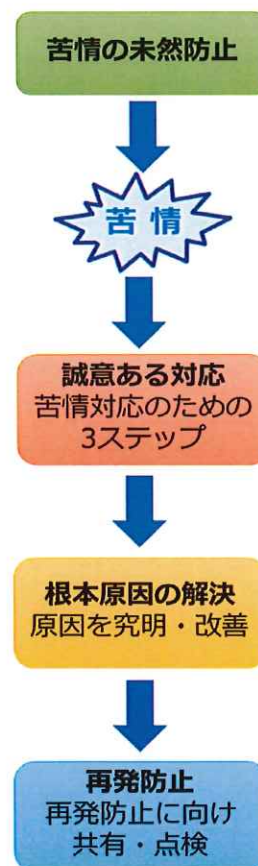 苦情の未然防止
苦 情
誠意ある対応
苦情対応のための
3ステップ
根本原因の解決
原因を究明・改善
再発防止
再発防止に向け
共有・点検